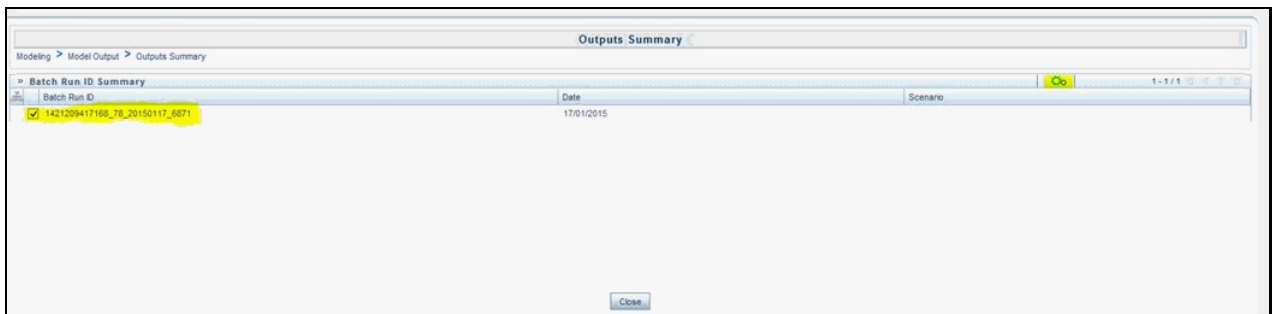 Outputs Summary
Modeling > Model Output > Outputs Summary
» Batch Run ID Summary
1-1/1
Batch Run ID Date Scenario
1421209417168_78_20150117_6871 17/01/2015
Close